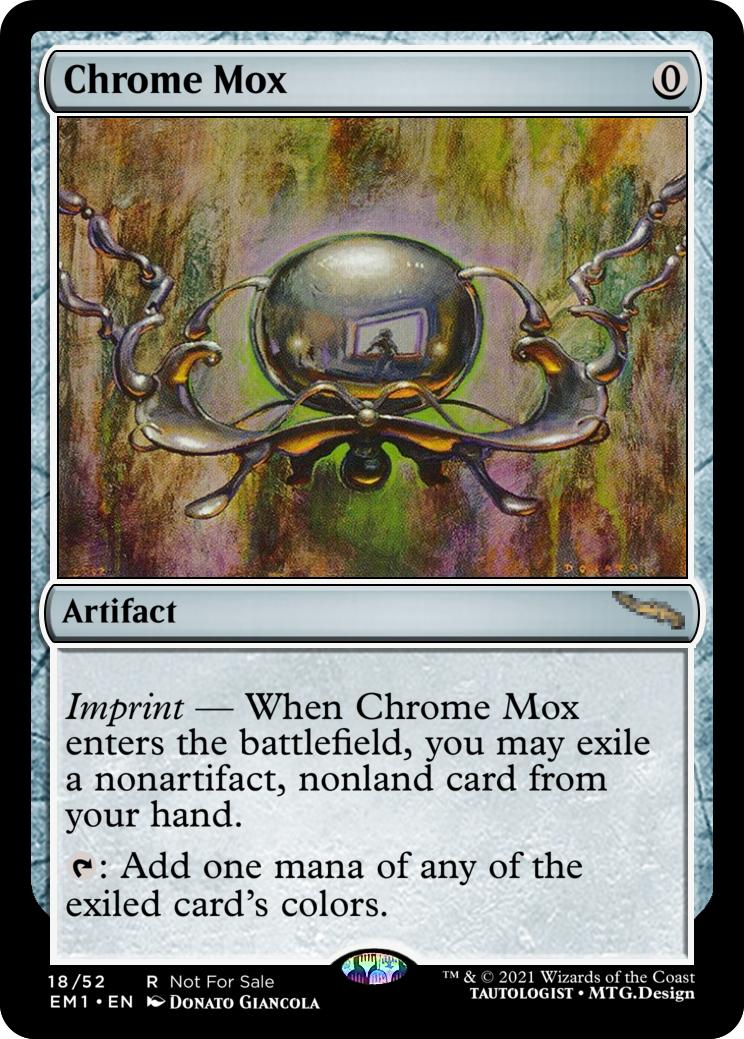 Chrome Mox 0
DONATO
Artifact
Imprint — When Chrome Mox
enters the battlefield, you may exile
a nonartifact, nonland card from
your hand.
: Add one mana of any of the
exiled card's colors.
18/52 R Not For Sale
EM1 • EN DONATO GIANCOLA
™ & © 2021 Wizards of the Coast
TAUTOLOGIST • MTG.Design